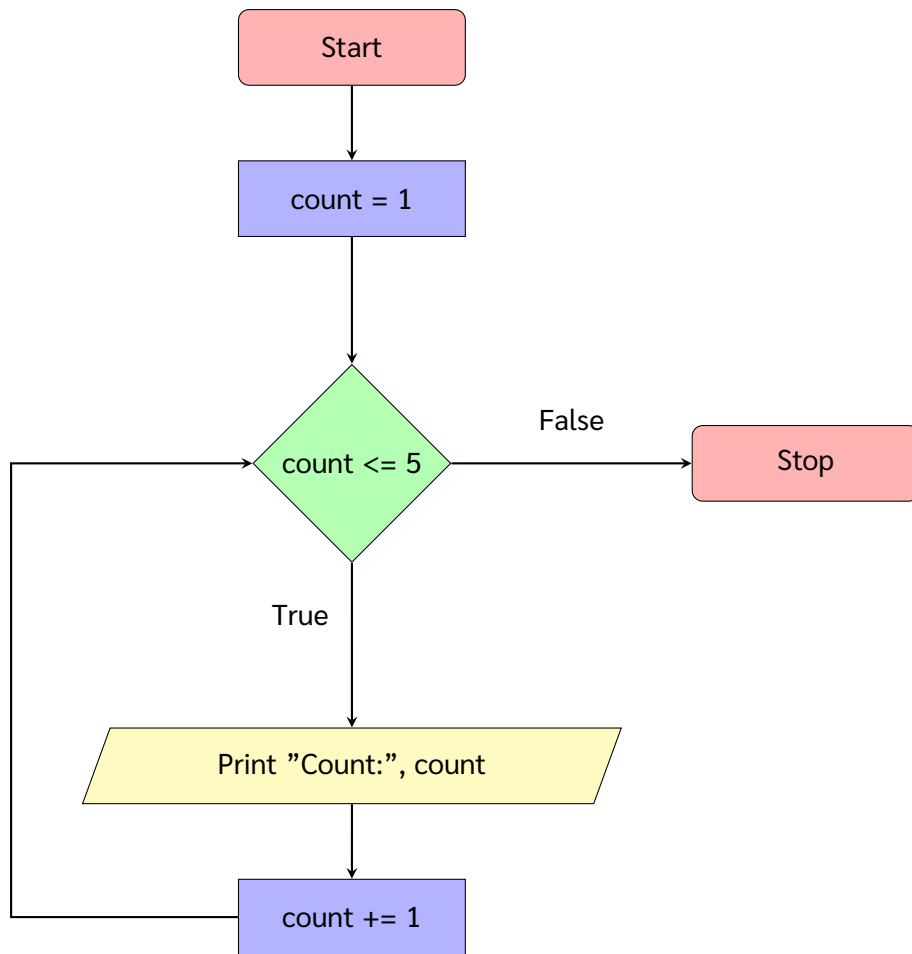 Start
count = 1
count <= 5
False
Stop
True
Print ”Count:”, count
count += 1